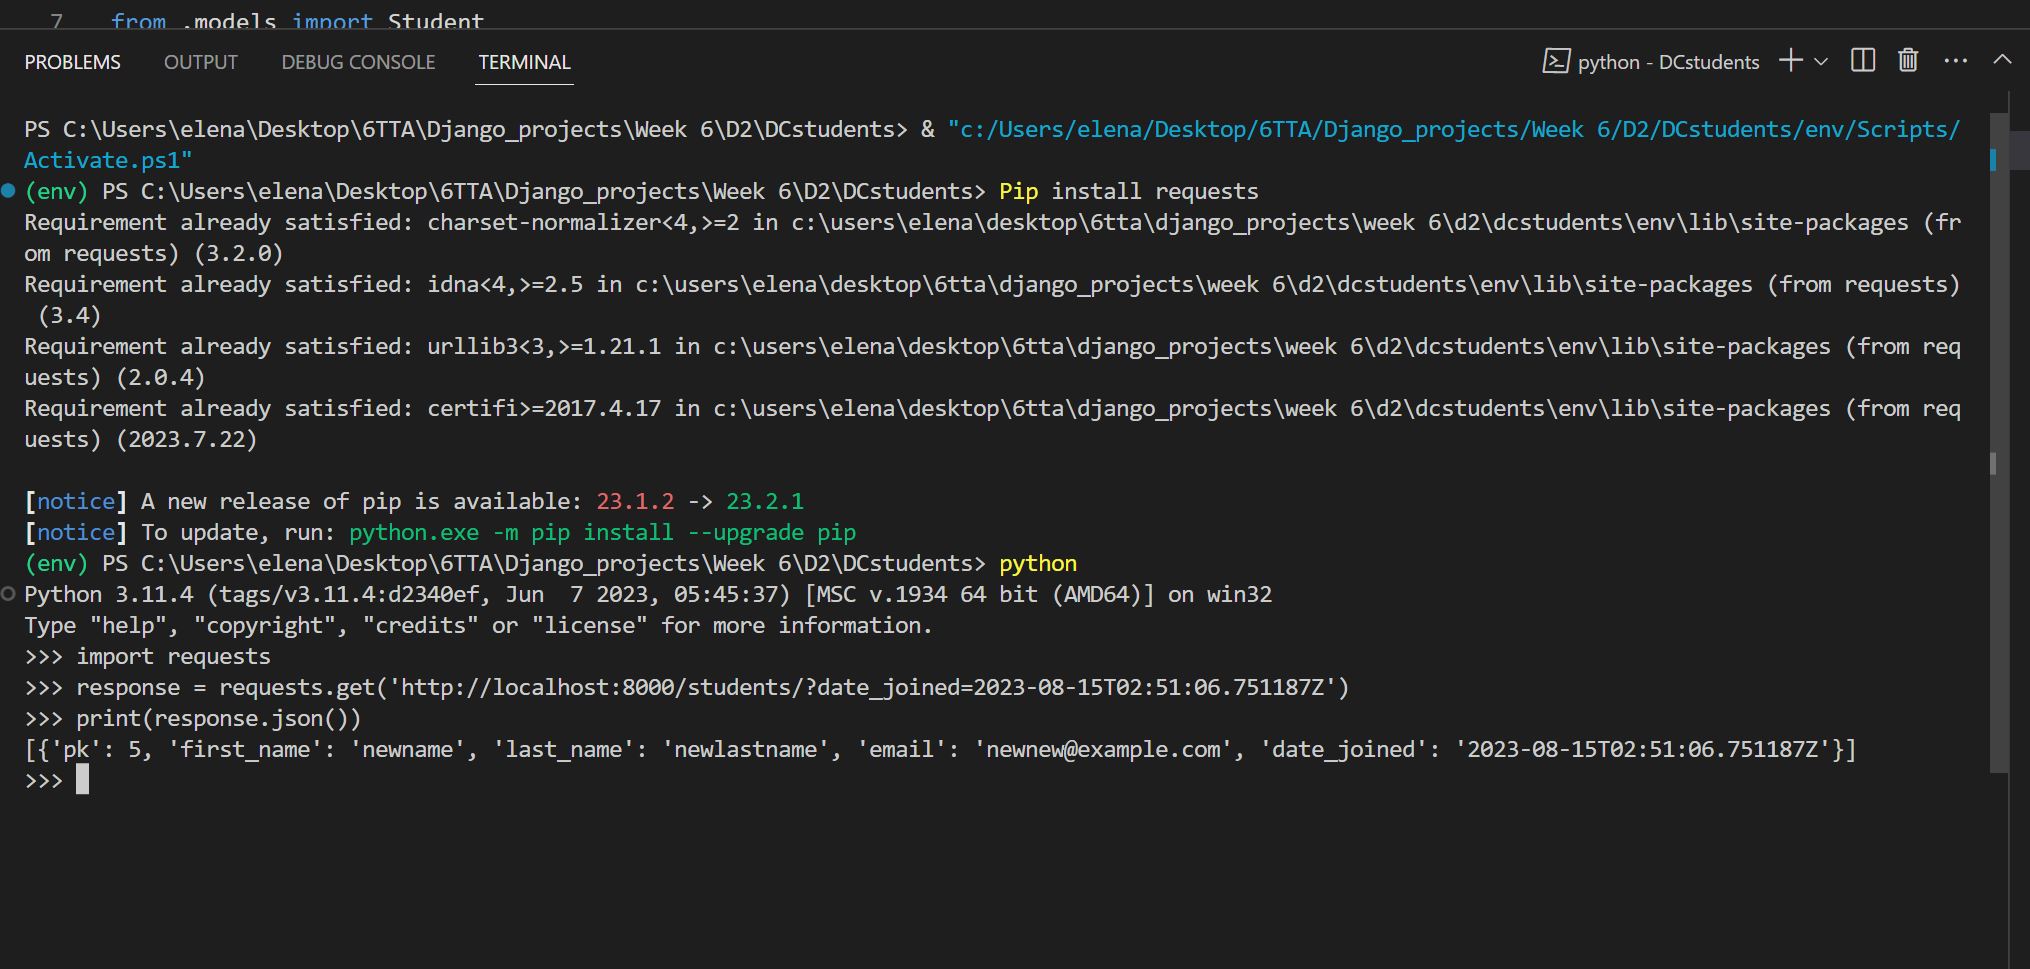 7 from .models import Student
PROBLEMS OUTPUT DEBUG CONSOLE TERMINAL python - DCstudents
PS C:\Users\elena\Desktop\6TTA\Django_projects\Week 6\D2\DCstudents> & "c:/Users/elena/Desktop/6TTA/Django_projects/Week 6/D2/DCstudents/env/Scripts/
Activate.ps1"
(env) PS C:\Users\elena\Desktop\6TTA\Django_projects\Week 6\D2\DCstudents> Pip install requests
Requirement already satisfied: charset-normalizer<4,>=2 in c:\users\elena\desktop\6tta\django_projects\week 6\d2\dcstudents\env\lib\site-packages (fr
om requests) (3.2.0)
Requirement already satisfied: idna<4,>=2.5 in c:\users\elena\desktop\6tta\django_projects\week 6\d2\dcstudents\env\lib\site-packages (from requests)
(3.4)
Requirement already satisfied: urllib3<3,>=1.21.1 in c:\users\elena\desktop\6tta\django_projects\week 6\d2\dcstudents\env\lib\site-packages (from req
uests) (2.0.4)
Requirement already satisfied: certifi>=2017.4.17 in c:\users\elena\desktop\6tta\django_projects\week 6\d2\dcstudents\env\lib\site-packages (from req
uests) (2023.7.22)
[notice] A new release of pip is available: 23.1.2 -> 23.2.1
[notice] To update, run: python.exe -m pip install --upgrade pip
(env) PS C:\Users\elena\Desktop\6TTA\Django_projects\Week 6\D2\DCstudents> python
Python 3.11.4 (tags/v3.11.4:d2340ef, Jun  7 2023, 05:45:37) [MSC v.1934 64 bit (AMD64)] on win32
Type "help", "copyright", "credits" or "license" for more information.
>>> import requests
>>> response = requests.get('http://localhost:8000/students/?date_joined=2023-08-15T02:51:06.751187Z')
>>> print(response.json())
[{'pk': 5, 'first_name': 'newname', 'last_name': 'newlastname', 'email': 'newnew@example.com', 'date_joined': '2023-08-15T02:51:06.751187Z'}]
>>>